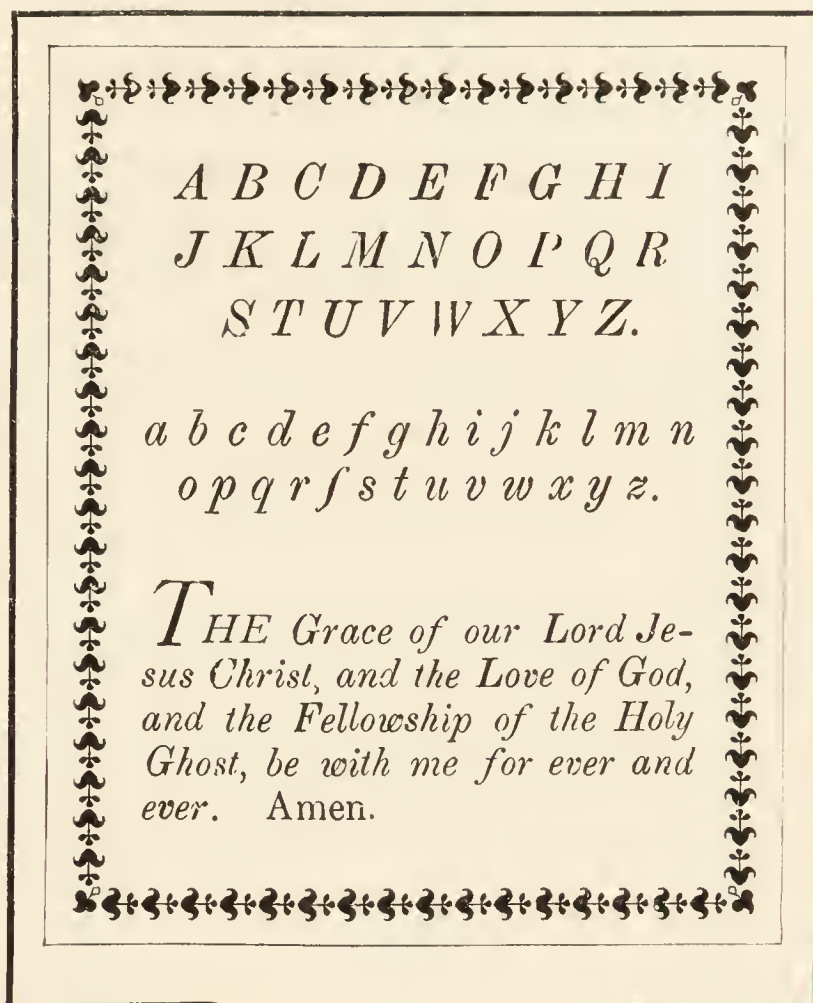 A B C D E F G H I
J K L M N O P Q R
S T U V W X Y Z.
a b c d e f g h i j k l m n
o p q r ſ s t u v w x y z.
THE Grace of our Lord Je-
sus Christ, and the Love of God,
and the Fellowship of the Holy
Ghost, be with me for ever and
ever. Amen.